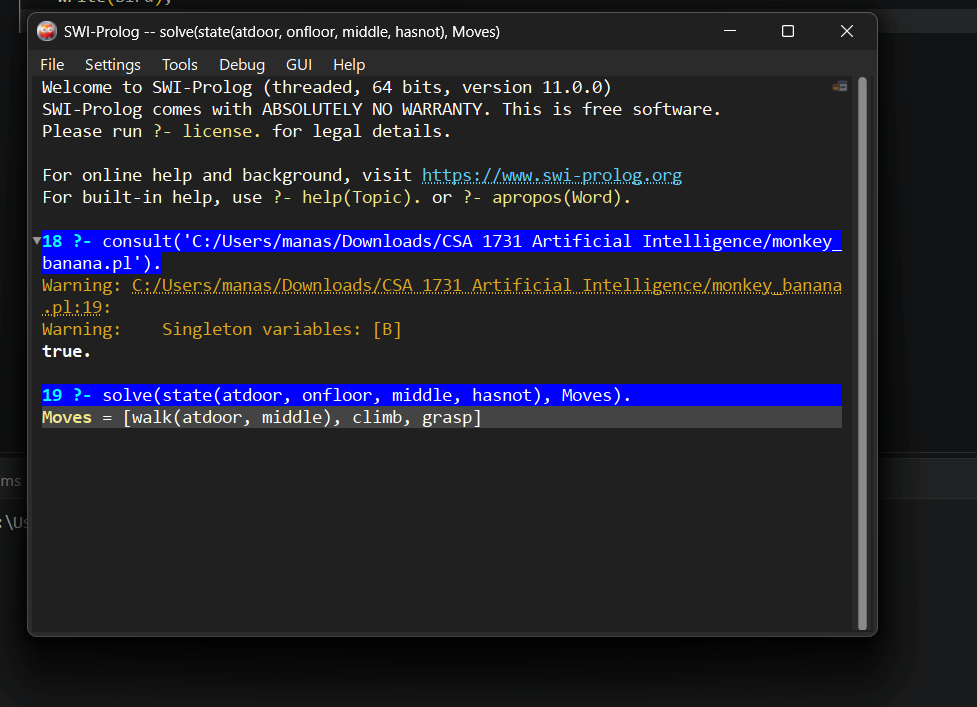 SWI-Prolog -- solve(state(atdoor, onfloor, middle, hasnot), Moves)
File Settings Tools Debug GUI Help
Welcome to SWI-Prolog (threaded, 64 bits, version 11.0.0)
SWI-Prolog comes with ABSOLUTELY NO WARRANTY. This is free software.
Please run ?- license. for legal details.
For online help and background, visit https://www.swi-prolog.org
For built-in help, use ?- help(Topic). or ?- apropos(Word).
18 ?- consult('C:/Users/manas/Downloads/CSA 1731 Artificial Intelligence/monkey_
banana.pl').
Warning: C:/Users/manas/Downloads/CSA 1731 Artificial Intelligence/monkey_banana
.pl:19:
Warning:    Singleton variables: [B]
true.
19 ?- solve(state(atdoor, onfloor, middle, hasnot), Moves).
Moves = [walk(atdoor, middle), climb, grasp]
ms
:\Us